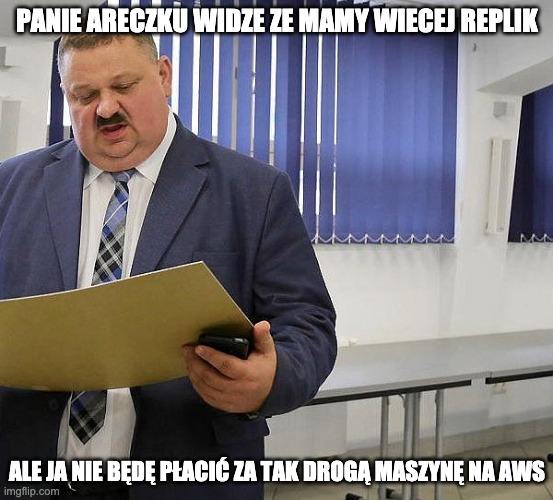 PANIE ARECZKU WIDZE ZE MAMY WIECEJ REPLIK
ALE JA NIE BĘDĘ PŁACIĆ ZA TAK DROGĄ MASZYNĘ NA AWS
imgflip.com